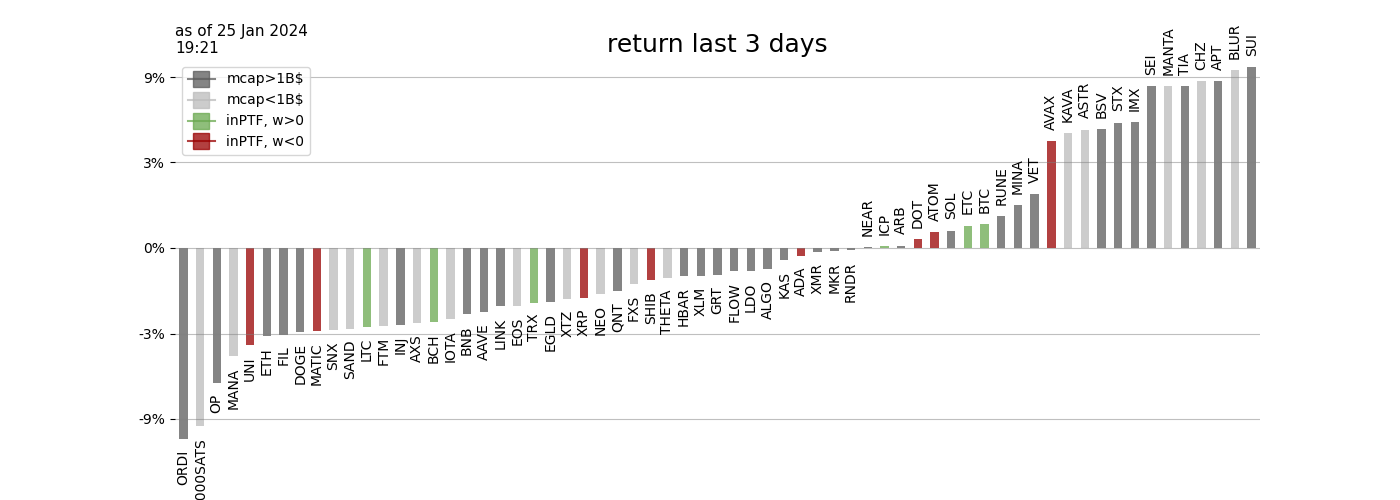 as of 25 Jan 2024
19:21
return last 3 days
mcap>1B$
mcap<1B$
inPTF, w>0
inPTF, w<0
9%
3%
0%
-3%
-9%
ORDI
000SATS
OP
MANA
UNI
ETH
FIL
DOGE
MATIC
SNX
SAND
LTC
FTM
INJ
AXS
BCH
IOTA
BNB
AAVE
LINK
EOS
TRX
EGLD
XTZ
XRP
NEO
QNT
FXS
SHIB
THETA
HBAR
XLM
GRT
FLOW
LDO
ALGO
KAS
ADA
XMR
MKR
RNDR
NEAR
ICP
ARB
DOT
ATOM
SOL
ETC
BTC
RUNE
MINA
VET
AVAX
KAVA
ASTR
BSV
STX
IMX
SEI
MANTA
TIA
CHZ
APT
BLUR
SUI